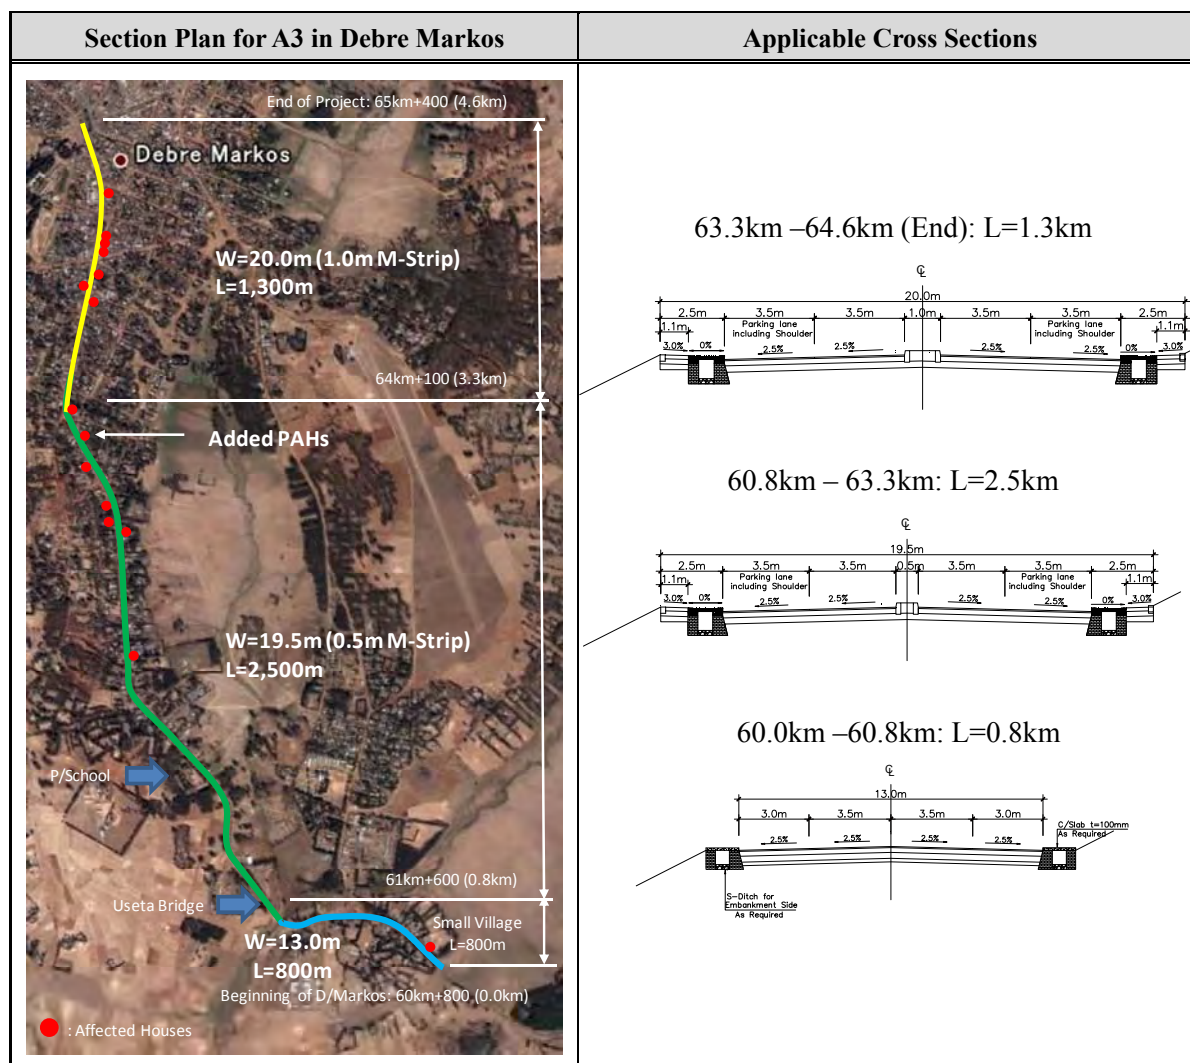 Section Plan for A3 in Debre Markos
End of Project: 65km+400 (4.6km)
Debre Markos
W=20.0m (1.0m M-Strip)
L=1,300m
64km+100 (3.3km)
Added PAHs
W=19.5m (0.5m M-Strip)
L=2,500m
P/School
61km+600 (0.8km)
Useta Bridge
Small Village
L=800m
W=13.0m
L=800m
Beginning of D/Markos: 60km+800 (0.0km)
: Affected Houses
Applicable Cross Sections
63.3km –64.6km (End): L=1.3km
℄
20.0m
2.5m 3.5m 3.5m 1.0m 3.5m 3.5m 2.5m
1.1m Parking lane Parking lane 1.1m
including Shoulder including Shoulder
3.0% 0% 2.5% 2.5% 2.5% 2.5% 0% 3.0%
60.8km – 63.3km: L=2.5km
℄
19.5m
2.5m 3.5m 3.5m 0.5m 3.5m 3.5m 2.5m
1.1m Parking lane Parking lane 1.1m
including Shoulder including Shoulder
3.0% 0% 2.5% 2.5% 2.5% 2.5% 0% 3.0%
60.0km –60.8km: L=0.8km
℄
13.0m
3.0m 3.5m 3.5m 3.0m
C/Slab t=100mm
As Required
2.5% 2.5% 2.5% 2.5%
S-Ditch for
Embankment Side
As Required